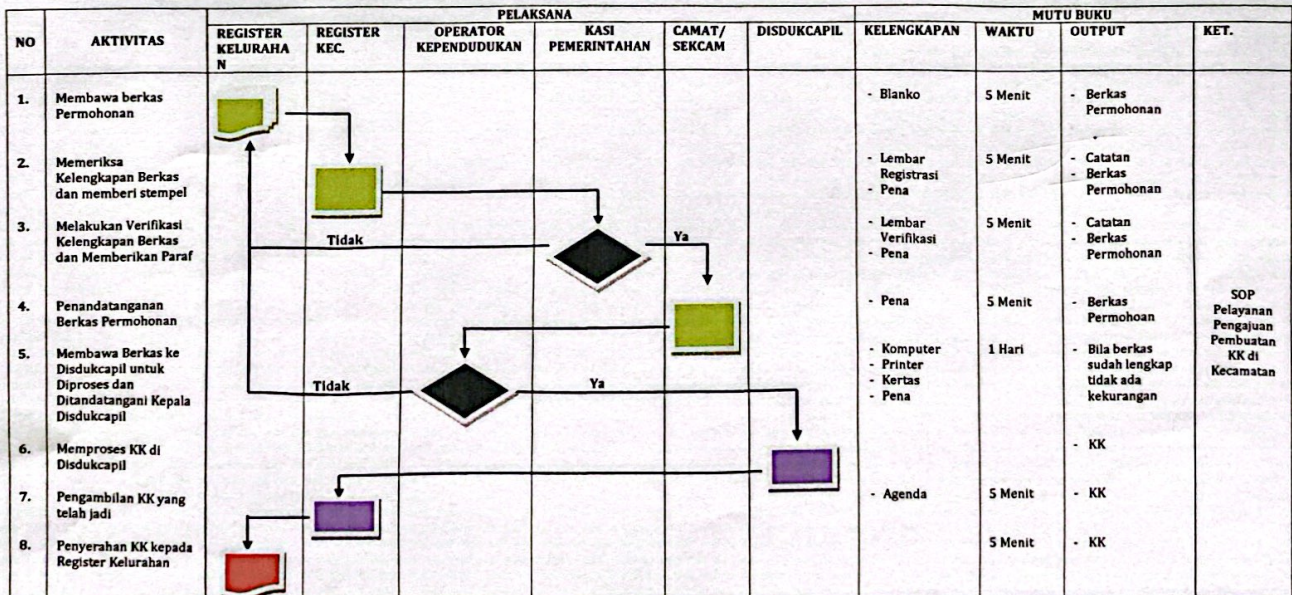 PELAKSANA
MUTU BUKU
NO
AKTIVITAS
REGISTER
KELURAHA
N
REGISTER
KEC.
OPERATOR
KEPENDUDUKAN
KASI
PEMERINTAHAN
CAMAT/
SEKCAM
DISDUKCAPIL
KELENGKAPAN
WAKTU
OUTPUT
KET.
1.
Membawa berkas
Permohonan
- Blanko
5 Menit
- Berkas
Permohonan
2.
Memeriksa
Kelengkapan Berkas
dan memberi stempel
- Lembar
Registrasi
- Pena
5 Menit
- Catatan
- Berkas
Permohonan
3.
Melakukan Verifikasi
Kelengkapan Berkas
dan Memberikan Paraf
Tidak
Ya
- Lembar
Verifikasi
- Pena
5 Menit
- Catatan
- Berkas
Permohonan
4.
Penandatanganan
Berkas Permohonan
- Pena
5 Menit
- Berkas
Permohoan
SOP
Pelayanan
Pengajuan
Pembuatan
KK di
Kecamatan
5.
Membawa Berkas ke
Disdukcapil untuk
Diproses dan
Ditandatangani Kepala
Disdukcapil
Tidak
Ya
- Komputer
- Printer
- Kertas
- Pena
1 Hari
- Bila berkas
sudah lengkap
tidak ada
kekurangan
6.
Memproses KK di
Disdukcapil
- KK
7.
Pengambilan KK yang
telah jadi
- Agenda
5 Menit
- KK
8.
Penyerahan KK kepada
Register Kelurahan
5 Menit
- KK